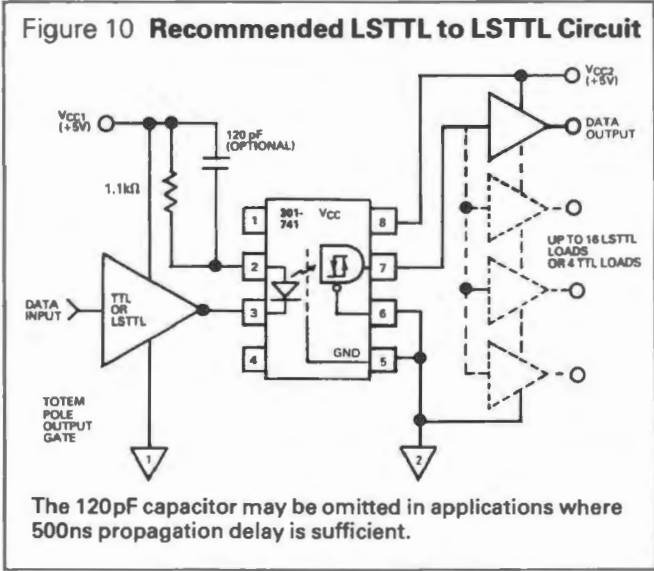 Figure 10 Recommended LSTTL to LSTTL Circuit
VCC1
(+5V)
120 pF
(OPTIONAL)
1.1kΩ
VCC2
(+5V)
DATA
OUTPUT
301-
741
VCC
1
2
3
4
8
7
6
5
GND
DATA
INPUT
TTL
OR
LSTTL
UP TO 16 LSTTL
LOADS
OR 4 TTL LOADS
TOTEM
POLE
OUTPUT
GATE
1
2
The 120pF capacitor may be omitted in applications where
500ns propagation delay is sufficient.